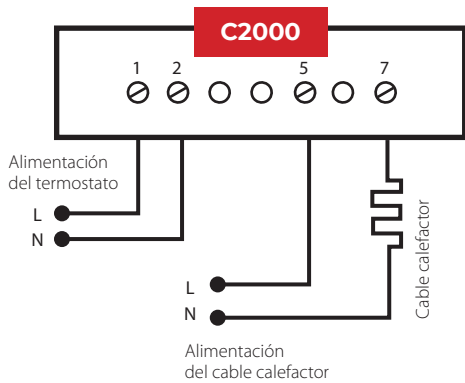 C2000
1 2 5 7
Alimentación
del termostato
L
N
Cable calefactor
L
N
Alimentación
del cable calefactor